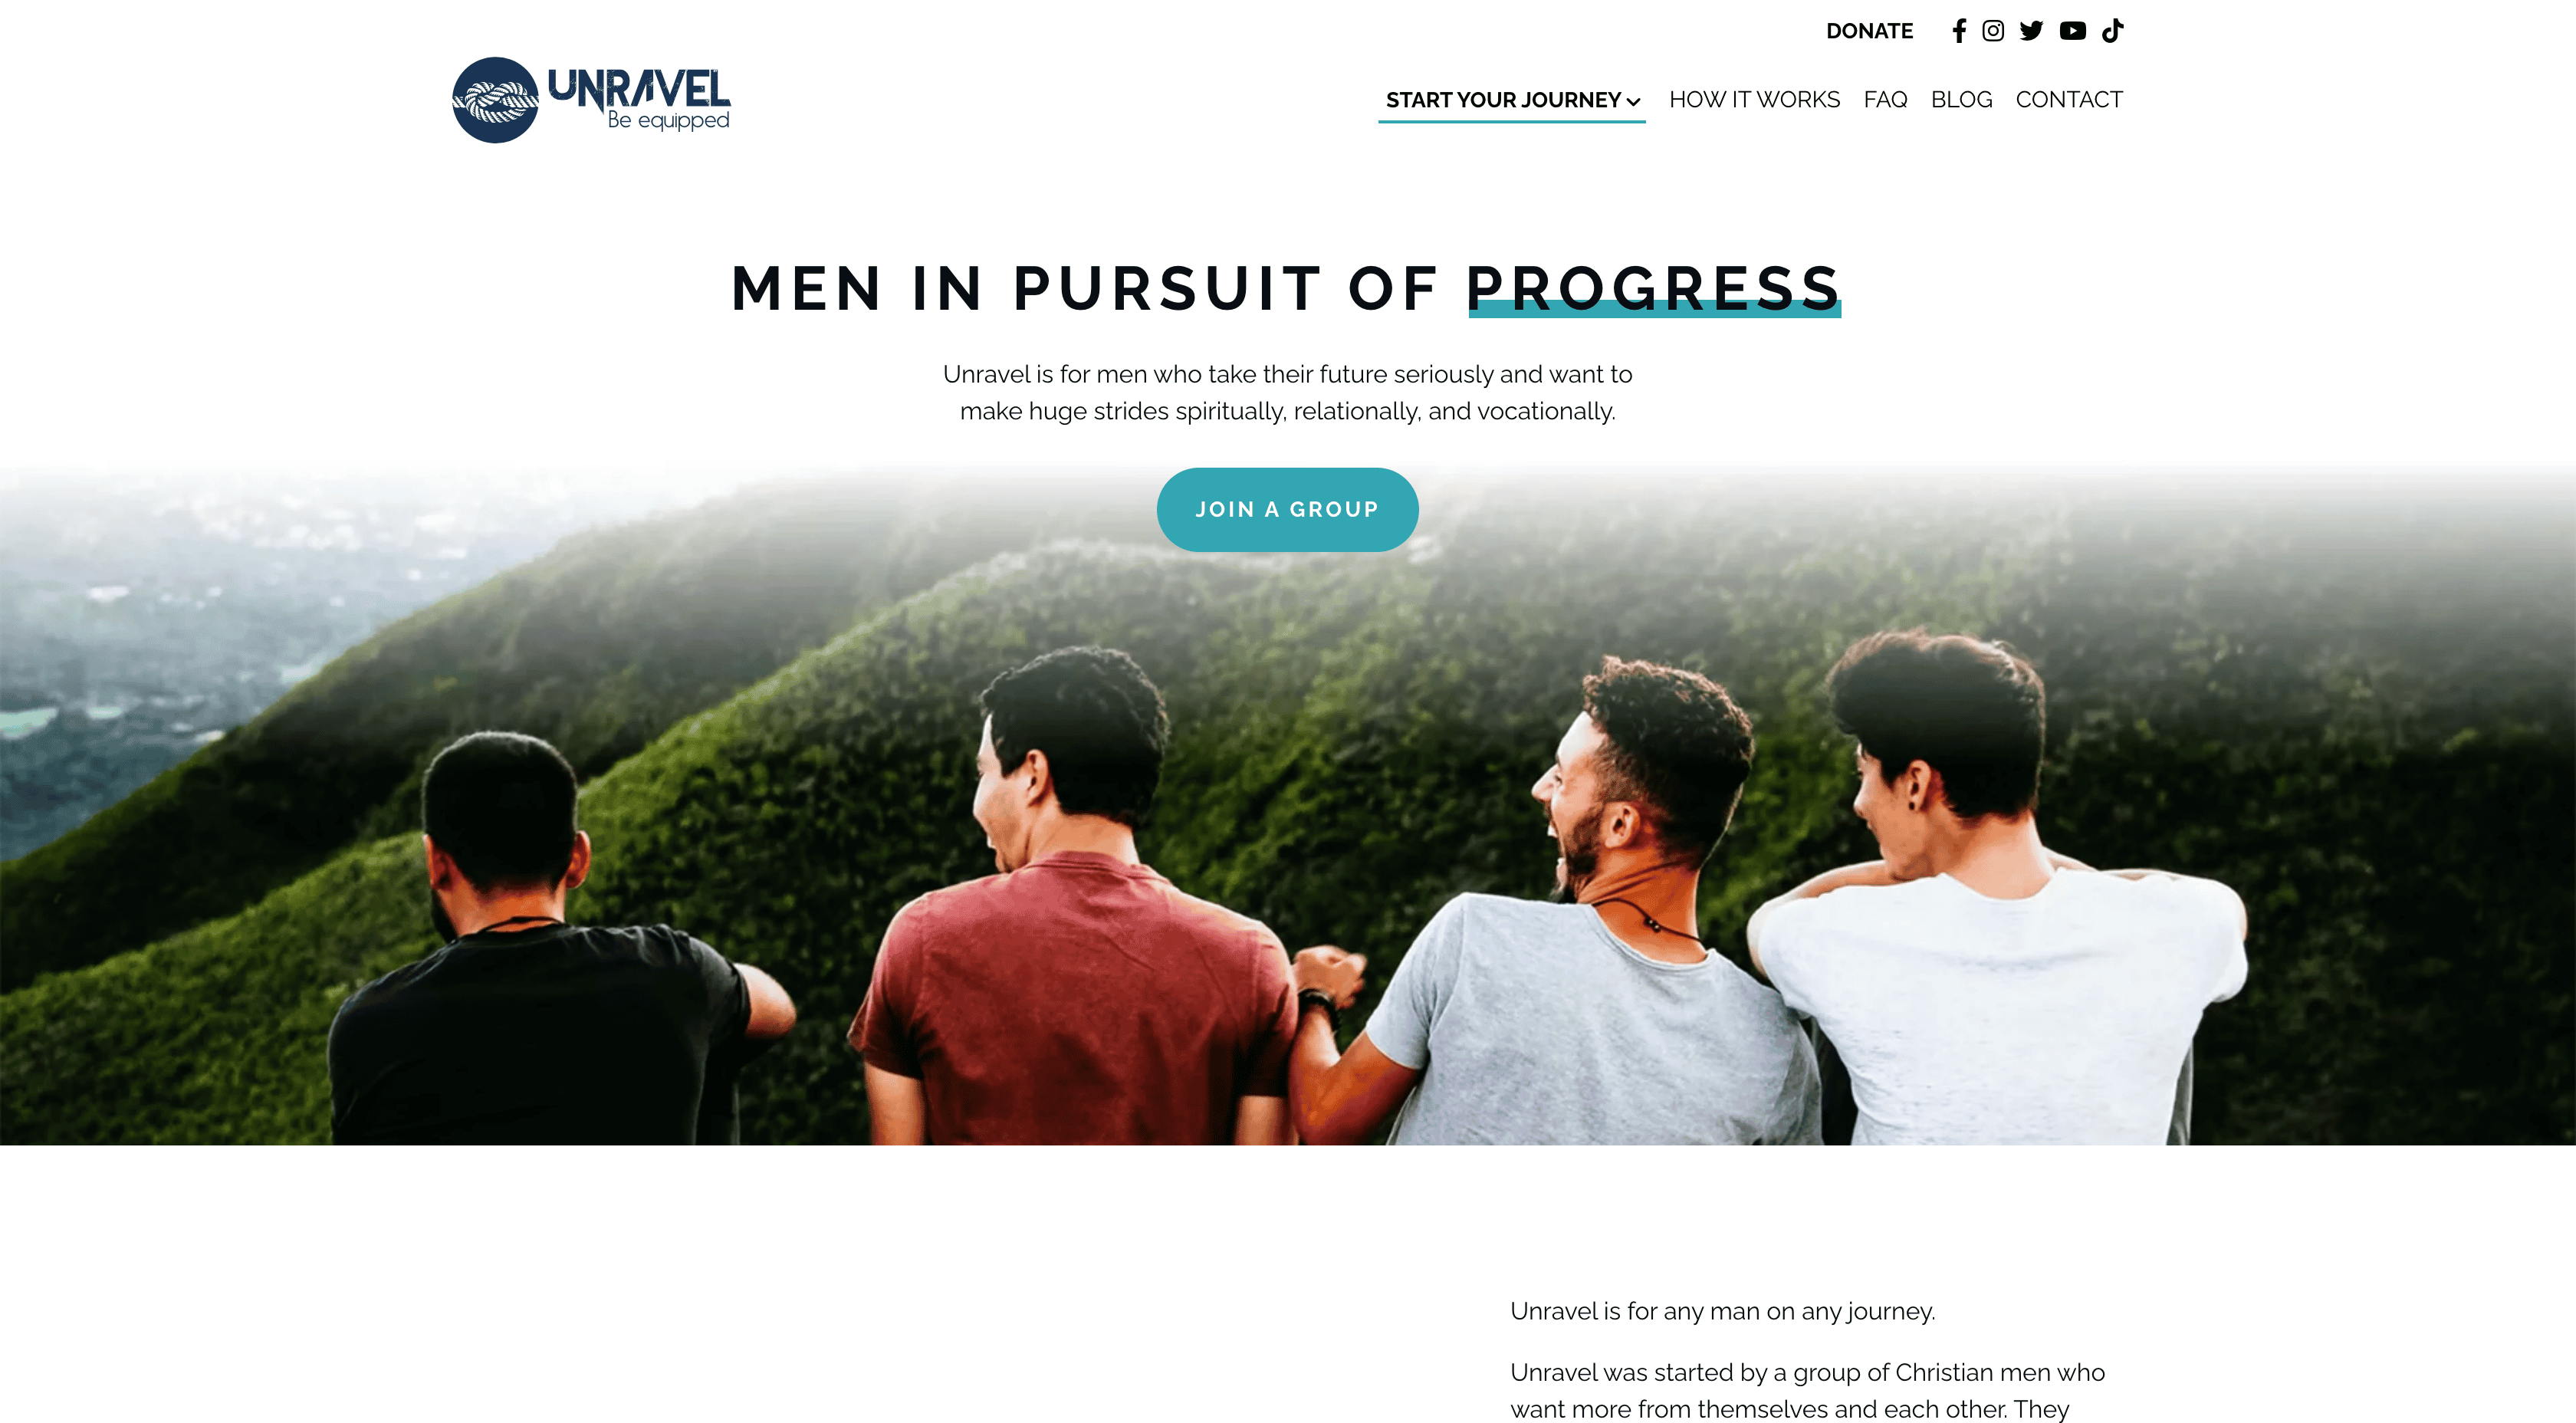 DONATE
UNRAVEL
Be equipped
START YOUR JOURNEY
HOW IT WORKS
FAQ
BLOG
CONTACT
MEN IN PURSUIT OF PROGRESS
Unravel is for men who take their future seriously and want to
make huge strides spiritually, relationally, and vocationally.
JOIN A GROUP
Unravel is for any man on any journey.
Unravel was started by a group of Christian men who
want more from themselves and each other. They